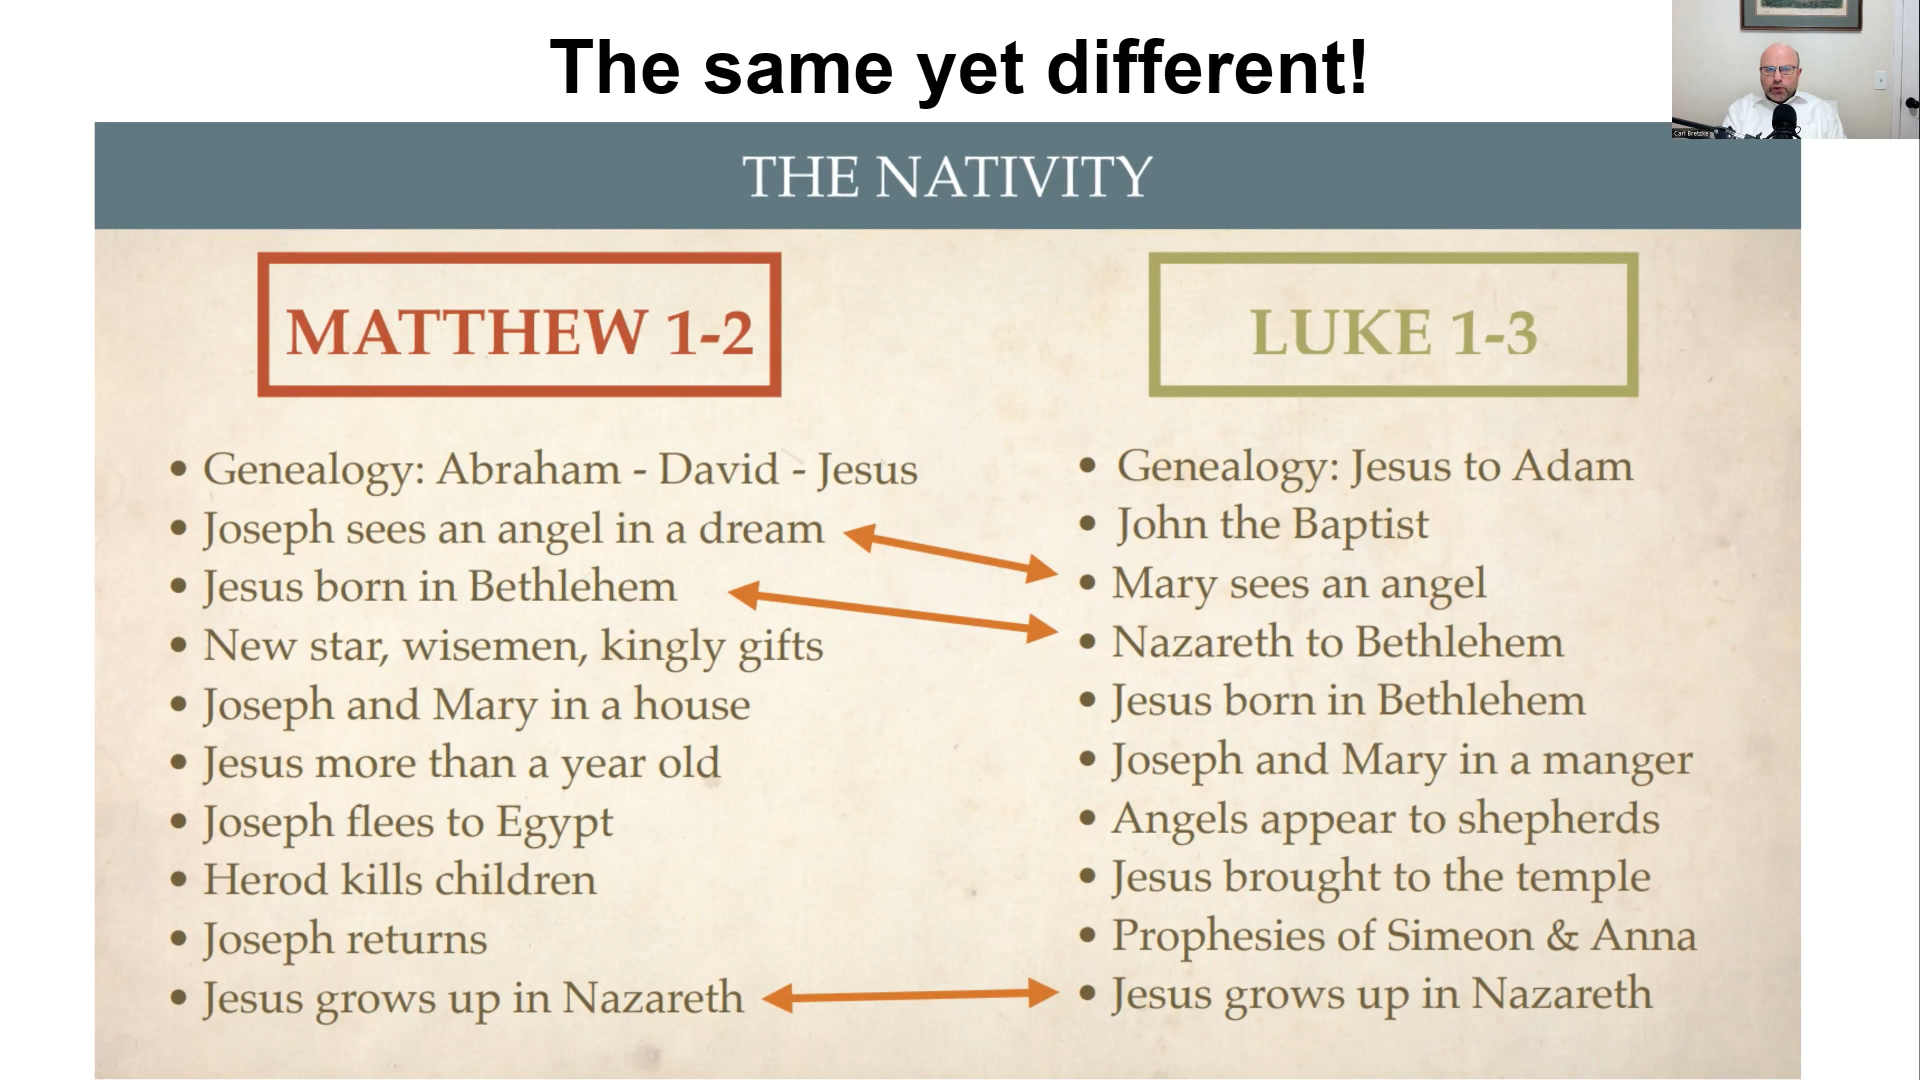 The same yet different!
Carl Bretzke
THE NATIVITY
MATTHEW 1-2
• Genealogy: Abraham - David - Jesus
• Joseph sees an angel in a dream
• Jesus born in Bethlehem
• New star, wisemen, kingly gifts
• Joseph and Mary in a house
• Jesus more than a year old
• Joseph flees to Egypt
• Herod kills children
• Joseph returns
• Jesus grows up in Nazareth
LUKE 1-3
• Genealogy: Jesus to Adam
• John the Baptist
• Mary sees an angel
• Nazareth to Bethlehem
• Jesus born in Bethlehem
• Joseph and Mary in a manger
• Angels appear to shepherds
• Jesus brought to the temple
• Prophesies of Simeon & Anna
• Jesus grows up in Nazareth